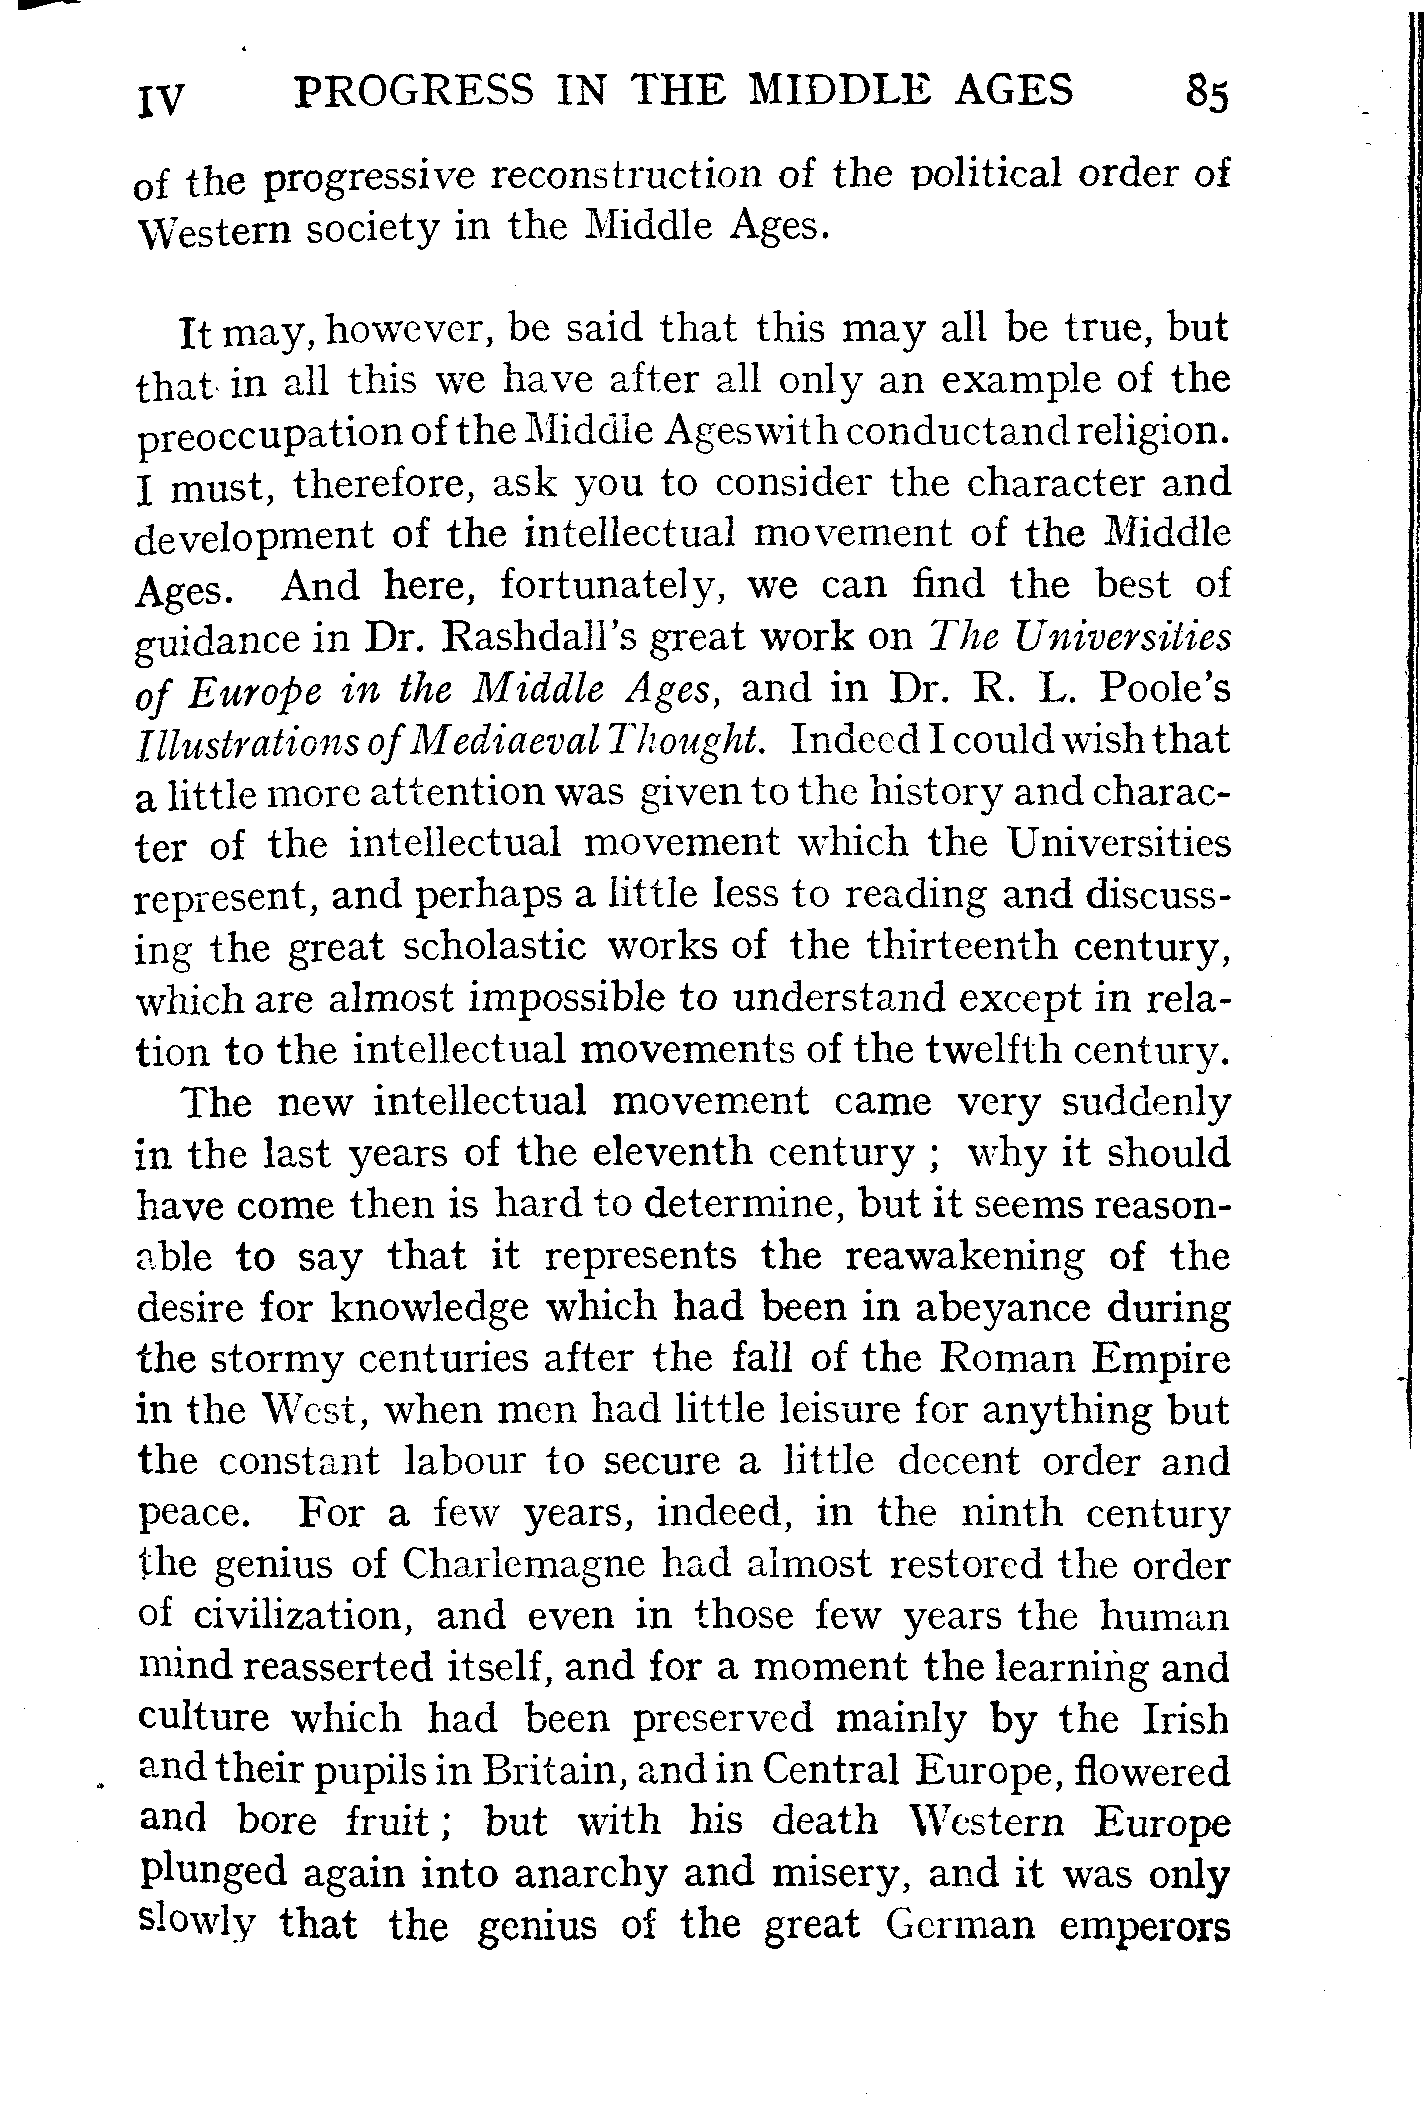 IV PROGRESS IN THE MIDDLE AGES 85
of the progressive reconstruction of the political order of
Western society in the Middle Ages.
It may, however, be said that this may all be true, but
that in all this we have after all only an example of the
preoccupation of the Middle Ages with conduct and religion.
I must, therefore, ask you to consider the character and
development of the intellectual movement of the Middle
Ages. And here, fortunately, we can find the best of
guidance in Dr. Rashdall's great work on The Universities
of Europe in the Middle Ages, and in Dr. R. L. Poole's
Illustrations of Mediaeval Thought. Indeed I could wish that
a little more attention was given to the history and charac-
ter of the intellectual movement which the Universities
represent, and perhaps a little less to reading and discuss-
ing the great scholastic works of the thirteenth century,
which are almost impossible to understand except in rela-
tion to the intellectual movements of the twelfth century.
The new intellectual movement came very suddenly
in the last years of the eleventh century ; why it should
have come then is hard to determine, but it seems reason-
able to say that it represents the reawakening of the
desire for knowledge which had been in abeyance during
the stormy centuries after the fall of the Roman Empire
in the West, when men had little leisure for anything but
the constant labour to secure a little decent order and
peace. For a few years, indeed, in the ninth century
the genius of Charlemagne had almost restored the order
of civilization, and even in those few years the human
mind reasserted itself, and for a moment the learning and
culture which had been preserved mainly by the Irish
and their pupils in Britain, and in Central Europe, flowered
and bore fruit ; but with his death Western Europe
plunged again into anarchy and misery, and it was only
slowly that the genius of the great German emperors